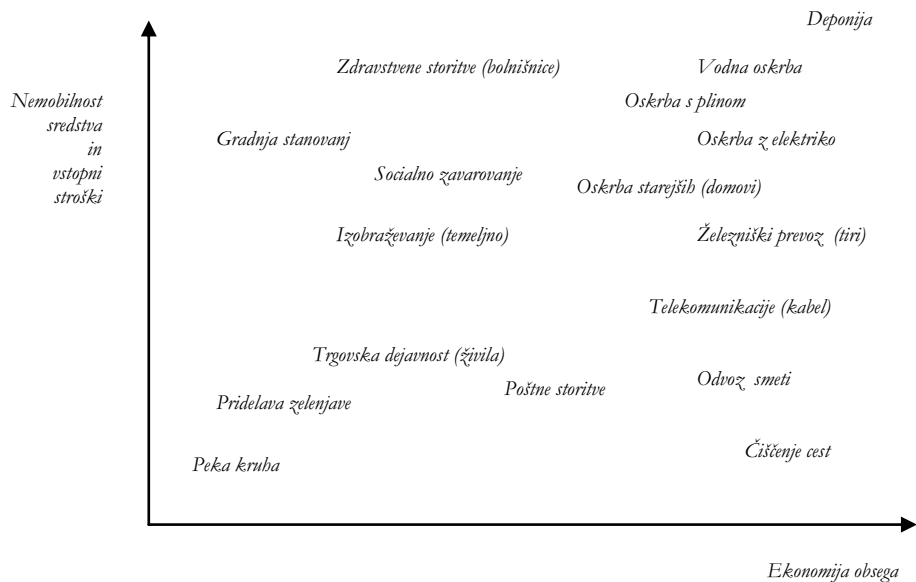 Deponija
Zdravstvene storitve (bolnišnice)
Vodna oskrba
Nemobilnost
sredstva
in
vstopni
stroški
Oskrba s plinom
Gradnja stanovanj
Oskrba z elektriko
Socialno zavarovanje
Oskrba starejših (domovi)
Izobraževanje (temeljno)
Železniški prevoz (tiri)
Telekomunikacije (kabel)
Trgovska dejavnost (živila)
Odvoz smeti
Poštne storitve
Pridelava zelenjave
Čiščenje cest
Peka kruha
Ekonomija obsega